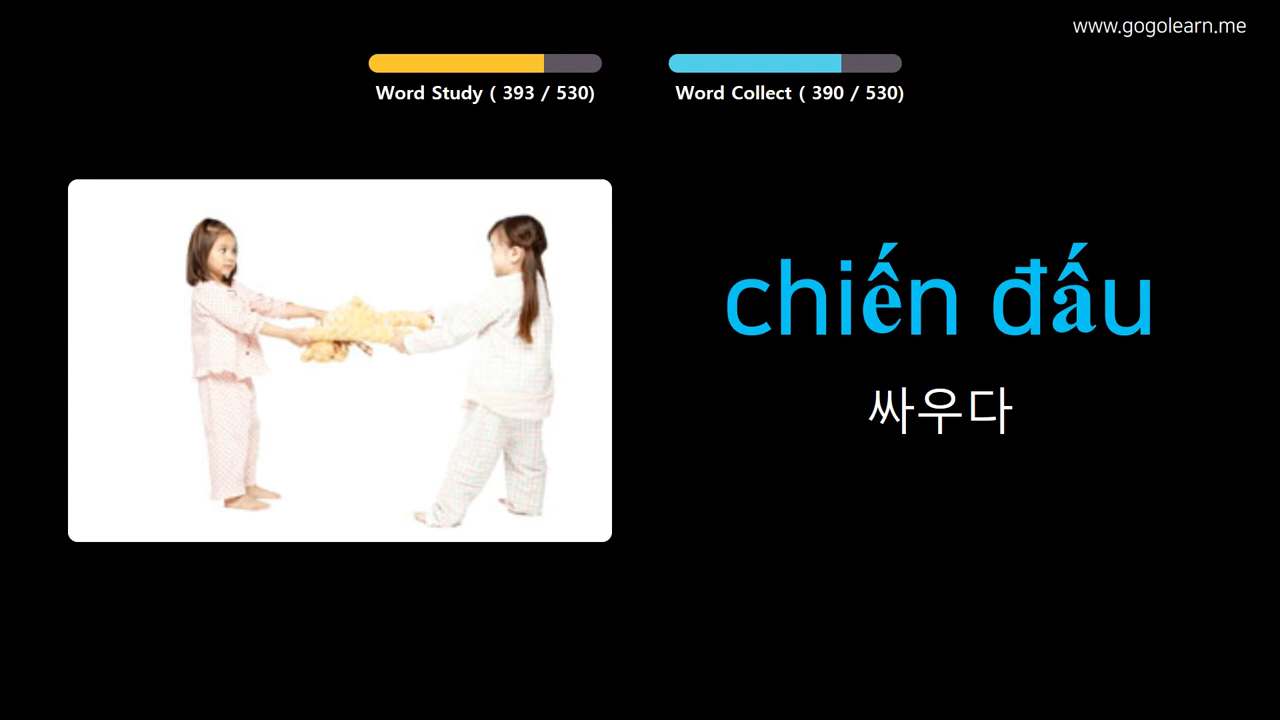 www.gogolearn.me
Word Study ( 393 / 530)
Word Collect ( 390 / 530)
chiến đấu
싸우다